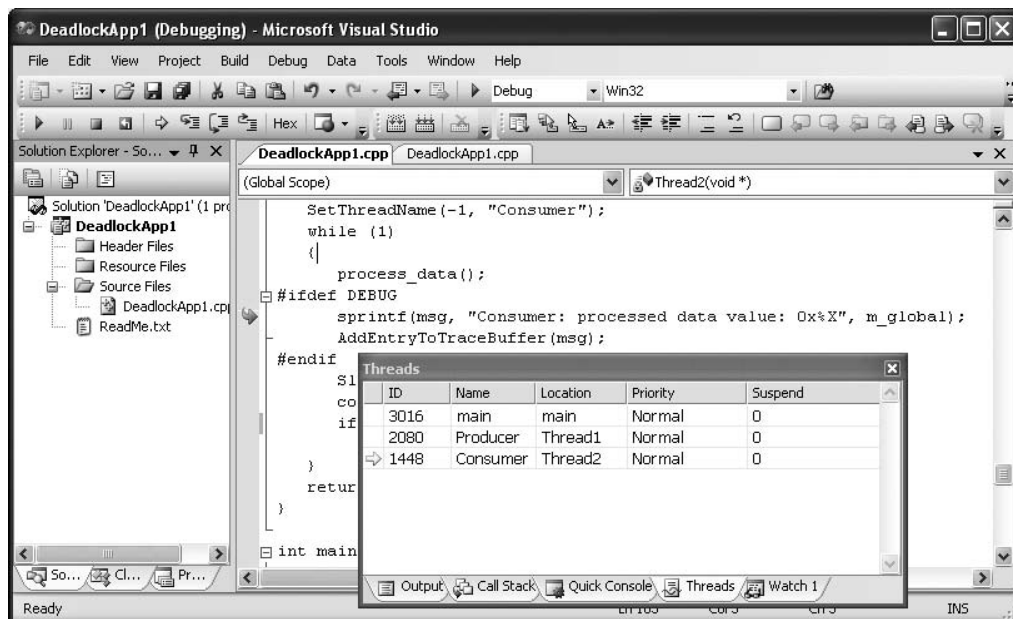 DeadlockApp1 (Debugging) - Microsoft Visual Studio
File Edit View Project Build Debug Data Tools Window Help
Debug Win32
Hex
Solution Explorer - So...
DeadlockApp1.cpp DeadlockApp1.cpp
(Global Scope) Thread2(void *)
Solution 'DeadlockApp1' (1 pro
DeadlockApp1
Header Files
Resource Files
Source Files
DeadlockApp1.cpp
ReadMe.txt
SetThreadName(-1, "Consumer");
while (1)
{
process_data();
#ifdef DEBUG
sprintf(msg, "Consumer: processed data value: 0x%X", m_global);
AddEntryToTraceBuffer(msg);
#endif
Sl
co
if
}
retur
}
int main
Threads
ID Name Location Priority Suspend
3016 main main Normal 0
2080 Producer Thread1 Normal 0
1448 Consumer Thread2 Normal 0
Output Call Stack Quick Console Threads Watch 1
So... Cl... Pr...
Ready INS